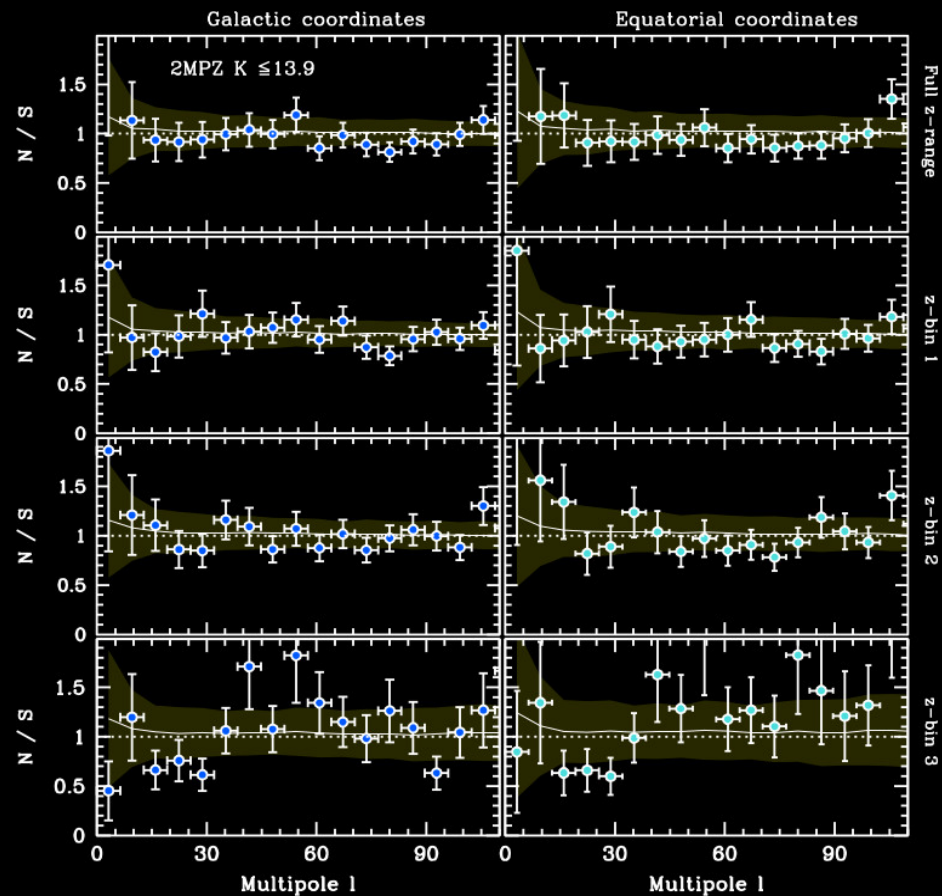 Galactic coordinates
Equatorial coordinates
2MPZ K ≦13.9
N / S
1.5
1
0.5
0
Full z-range
N / S
1.5
1
0.5
0
z-bin 1
N / S
1.5
1
0.5
0
z-bin 2
N / S
1.5
1
0.5
0
z-bin 3
0
30
60
90
0
30
60
90
Multipole l
Multipole l